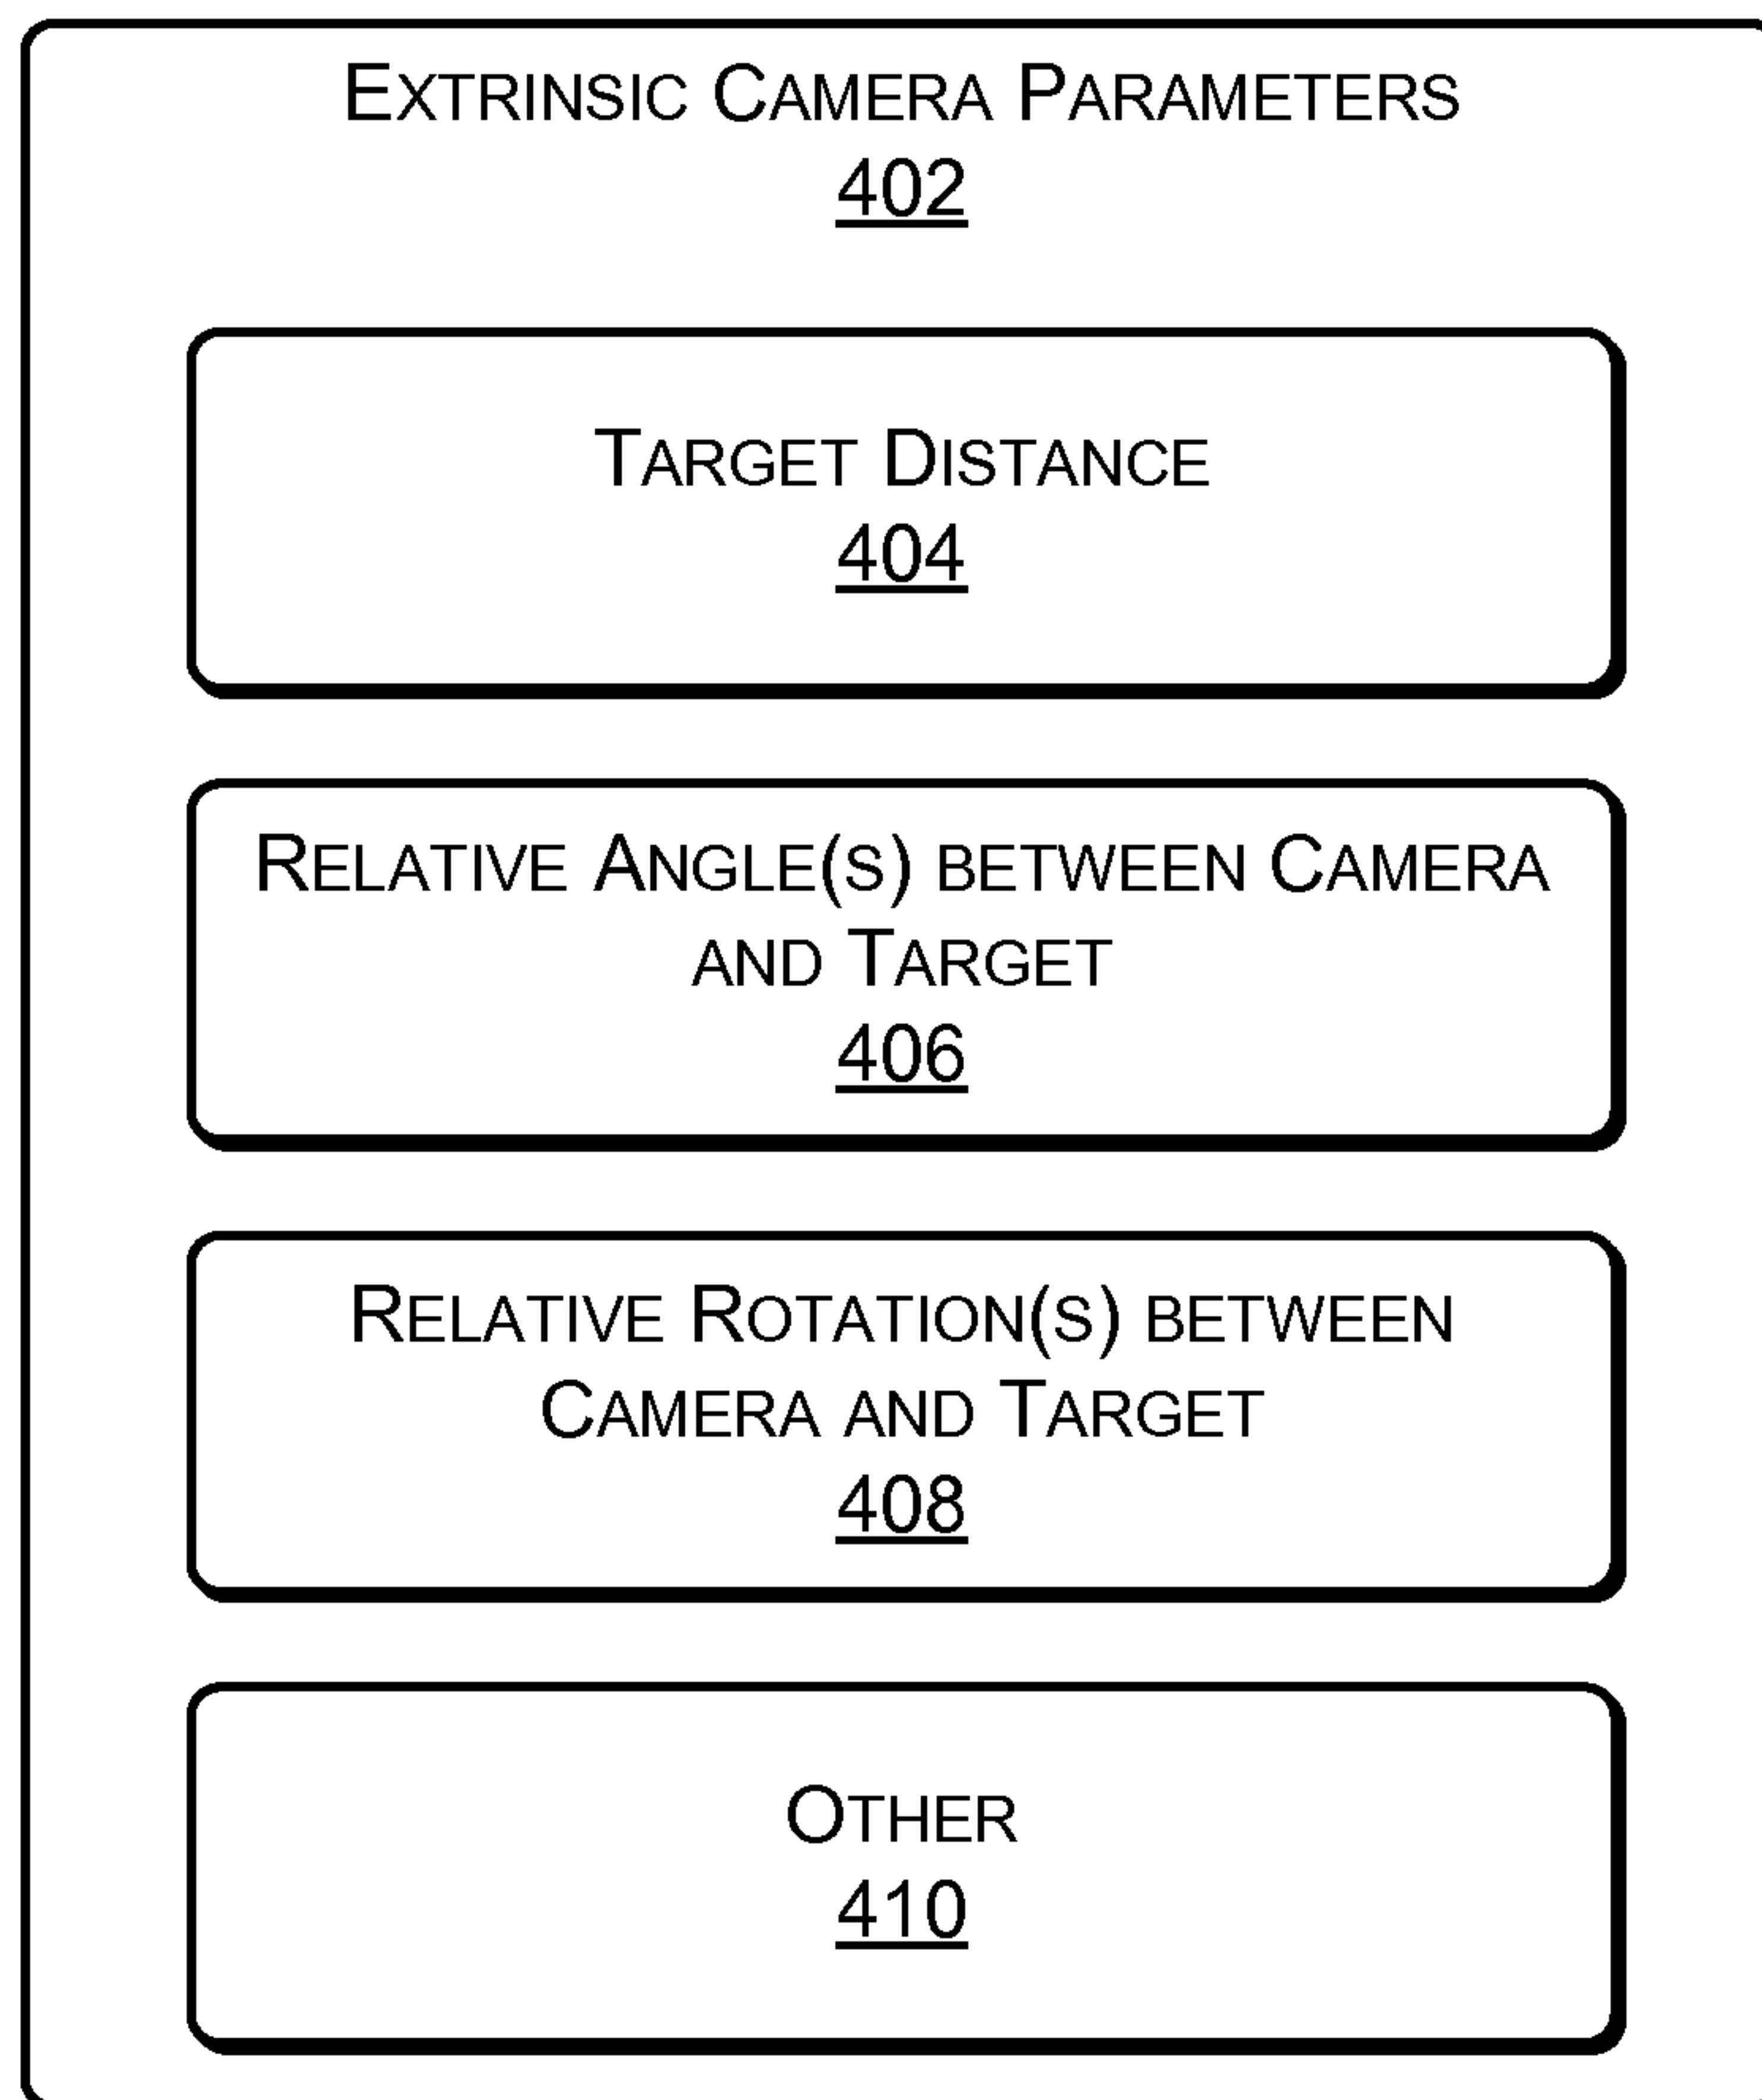 EXTRINSIC CAMERA PARAMETERS
402
TARGET DISTANCE
404
RELATIVE ANGLE(S) BETWEEN CAMERA
AND TARGET
406
RELATIVE ROTATION(S) BETWEEN
CAMERA AND TARGET
408
OTHER
410